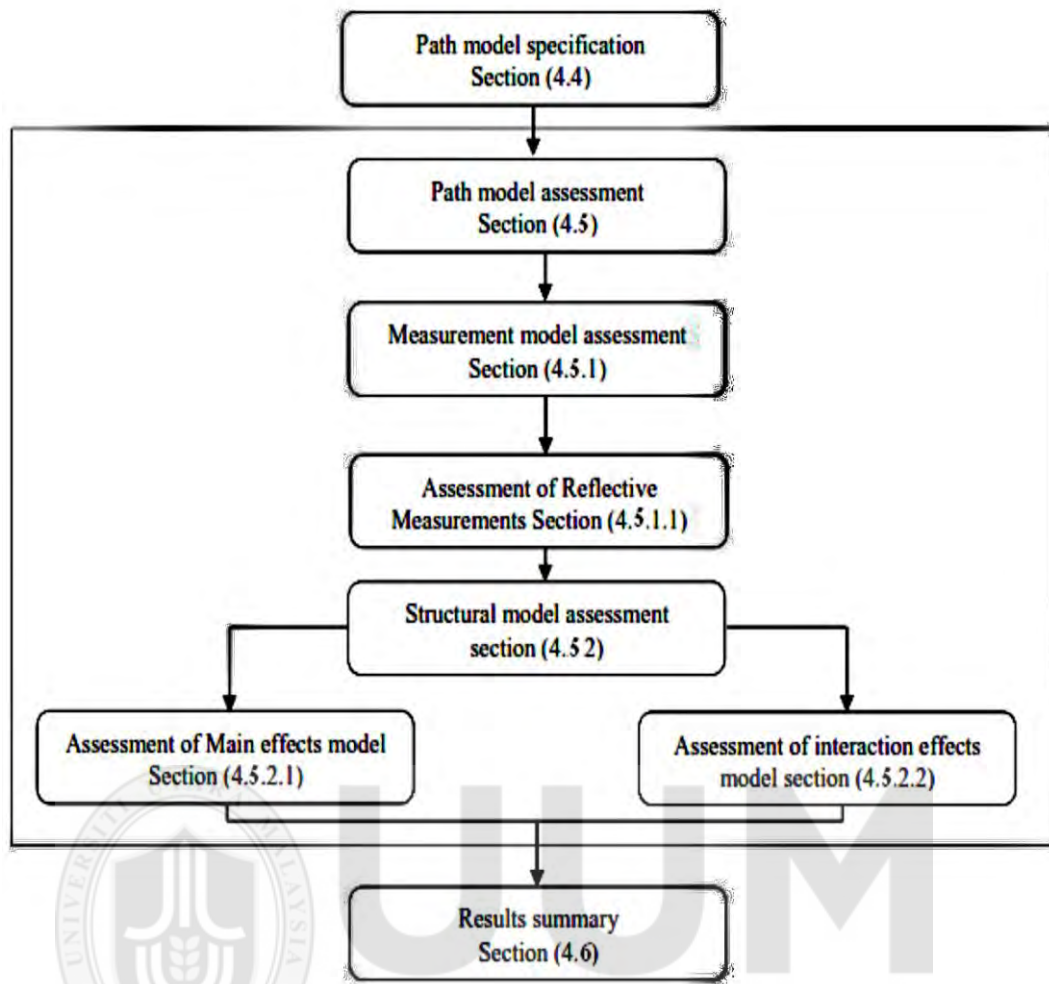 Path model specification
Section (4.4)
Path model assessment
Section (4.5)
Measurement model assessment
Section (4.5.1)
Assessment of Reflective
Measurements Section (4.5.1.1)
Structural model assessment
section (4.5 2)
Assessment of Main effects model
Section (4.5.2.1)
Assessment of interaction effects
model section (4.5.2.2)
UNIVERSITI UTARA MALAYSIA
UUM
Results summary
Section (4.6)